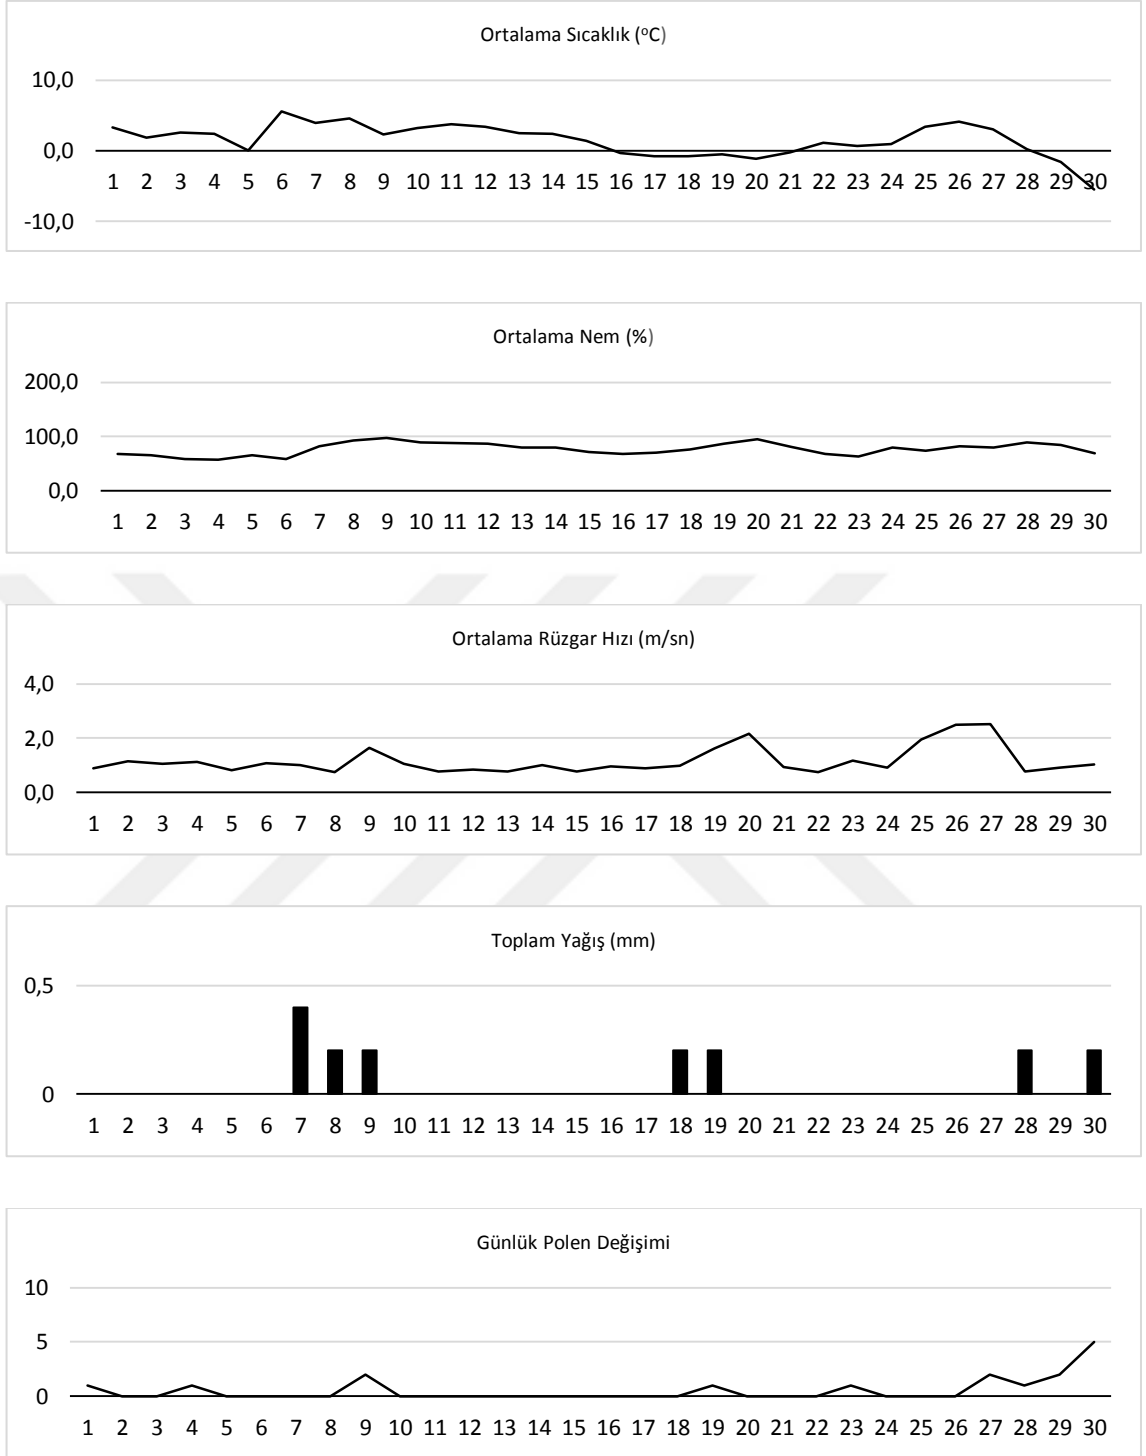 Ortalama Sıcaklık (°C)
10,0
0,0
1 2 3 4 5 6 7 8 9 10 11 12 13 14 15 16 17 18 19 20 21 22 23 24 25 26 27 28 29 30
-10,0
Ortalama Nem (%)
200,0
100,0
0,0
1 2 3 4 5 6 7 8 9 10 11 12 13 14 15 16 17 18 19 20 21 22 23 24 25 26 27 28 29 30
Ortalama Rüzgar Hızı (m/sn)
4,0
2,0
0,0
1 2 3 4 5 6 7 8 9 10 11 12 13 14 15 16 17 18 19 20 21 22 23 24 25 26 27 28 29 30
Toplam Yağış (mm)
0,5
0
1 2 3 4 5 6 7 8 9 10 11 12 13 14 15 16 17 18 19 20 21 22 23 24 25 26 27 28 29 30
Günlük Polen Değişimi
10
5
0
1 2 3 4 5 6 7 8 9 10 11 12 13 14 15 16 17 18 19 20 21 22 23 24 25 26 27 28 29 30